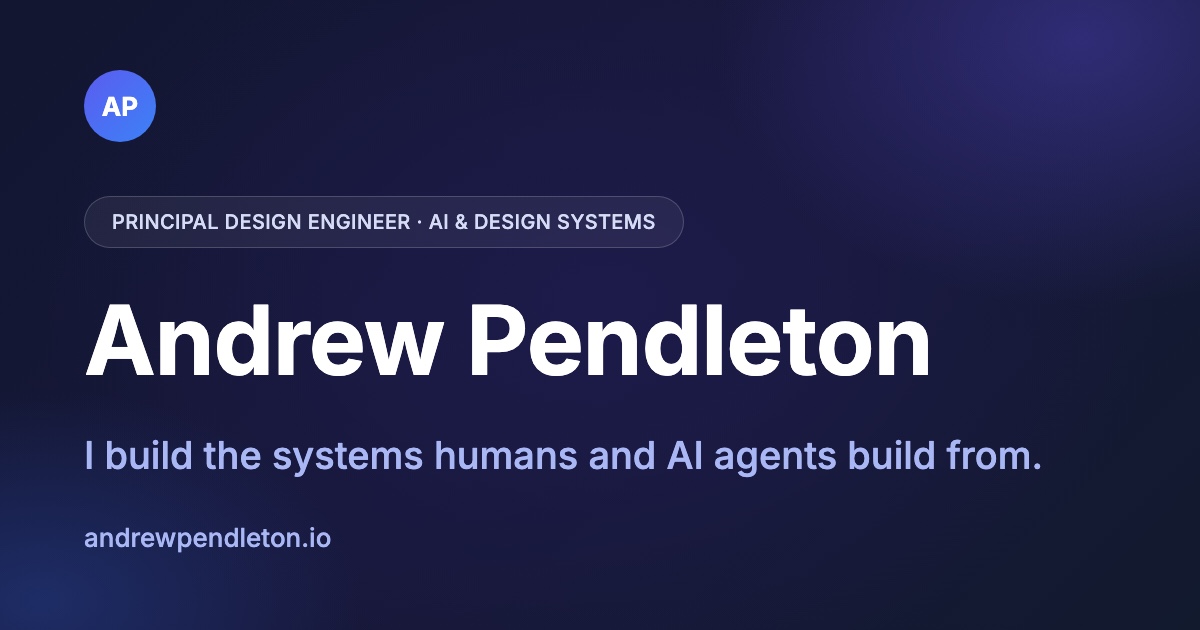 AP
PRINCIPAL DESIGN ENGINEER · AI & DESIGN SYSTEMS
Andrew Pendleton
I build the systems humans and AI agents build from.
andrewpendleton.io